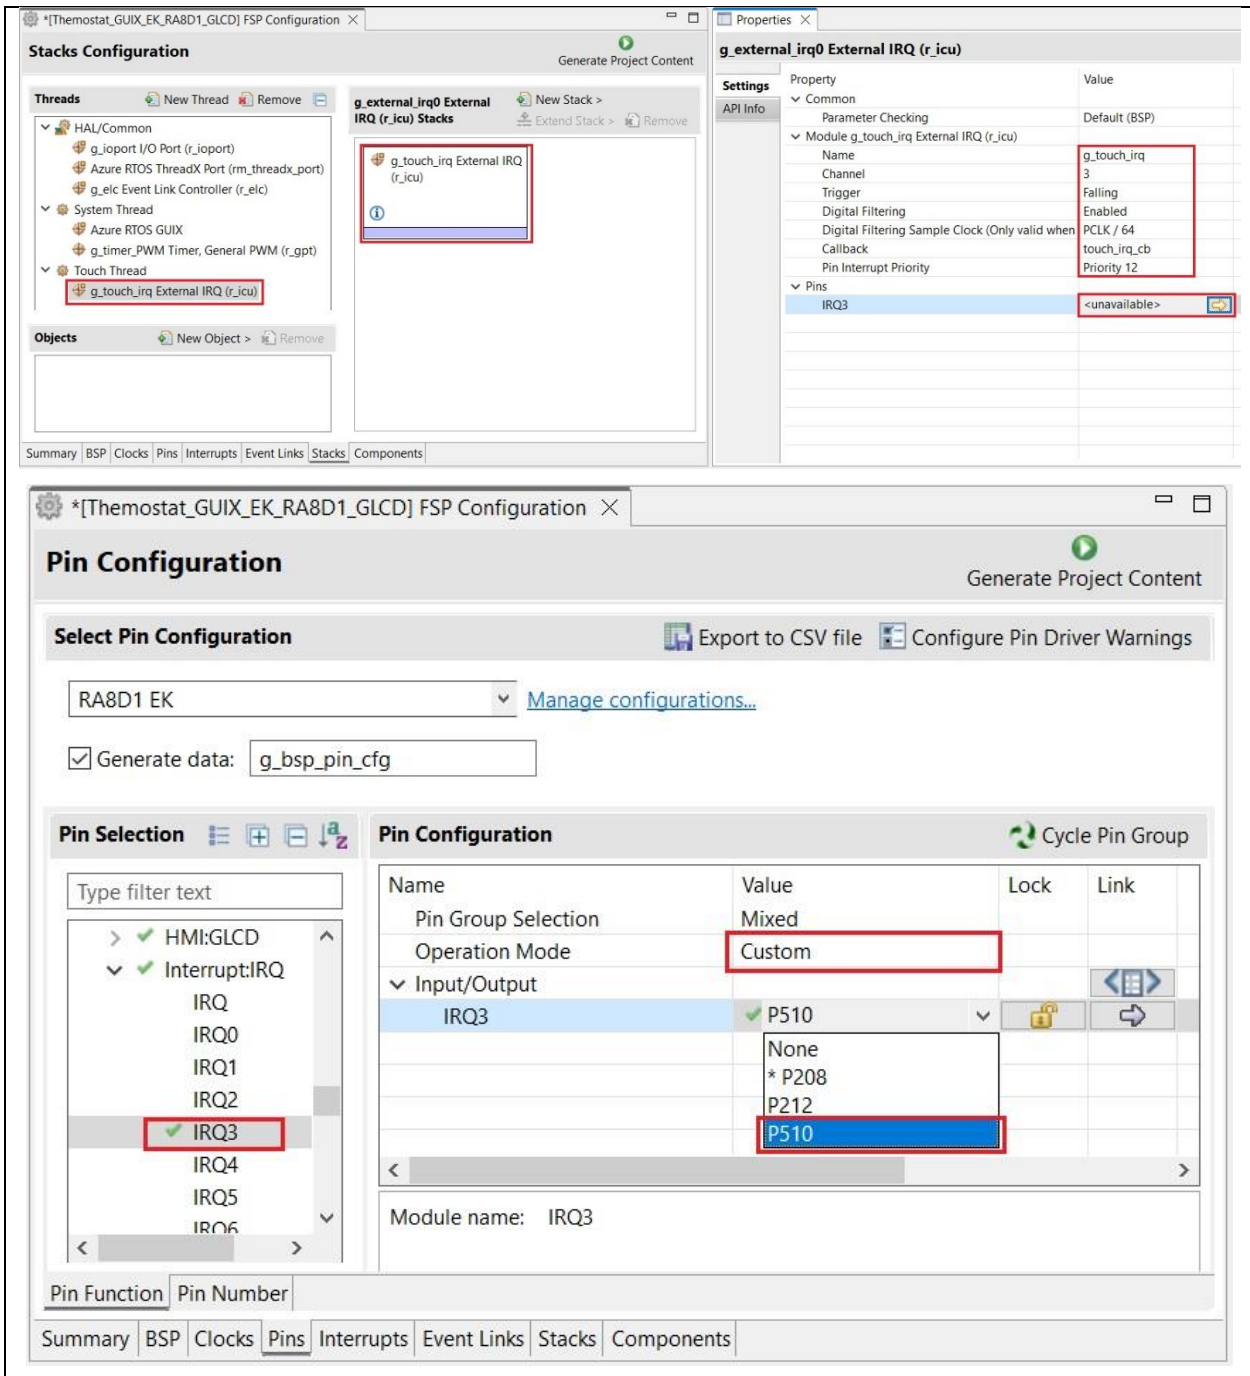 *[Themostat_GUIX_EK_RA8D1_GLCD] FSP Configuration
Stacks Configuration
Generate Project Content
Threads
New Thread
Remove
HAL/Common
g_ioport I/O Port (r_ioport)
Azure RTOS ThreadX Port (rm_threadx_port)
g_elc Event Link Controller (r_elc)
System Thread
Azure RTOS GUIX
g_timer_PWM Timer, General PWM (r_gpt)
Touch Thread
g_touch_irq External IRQ (r_icu)
Objects
New Object >
Remove
g_external_irq0 External
IRQ (r_icu) Stacks
New Stack >
Extend Stack >
Remove
g_touch_irq External IRQ
(r_icu)
Summary BSP Clocks Pins Interrupts Event Links Stacks Components
Properties
g_external_irq0 External IRQ (r_icu)
Settings
API Info
Property Value
Common
Parameter Checking Default (BSP)
Module g_touch_irq External IRQ (r_icu)
Name g_touch_irq
Channel 3
Trigger Falling
Digital Filtering Enabled
Digital Filtering Sample Clock (Only valid when PCLK / 64
Callback touch_irq_cb
Pin Interrupt Priority Priority 12
Pins
IRQ3 <unavailable>
*[Themostat_GUIX_EK_RA8D1_GLCD] FSP Configuration
Pin Configuration
Generate Project Content
Select Pin Configuration
Export to CSV file
Configure Pin Driver Warnings
RA8D1 EK
Manage configurations...
Generate data: g_bsp_pin_cfg
Pin Selection
Type filter text
HMI:GLCD
Interrupt:IRQ
IRQ
IRQ0
IRQ1
IRQ2
IRQ3
IRQ4
IRQ5
IRQ6
Pin Configuration
Cycle Pin Group
Name Value Lock Link
Pin Group Selection Mixed
Operation Mode Custom
Input/Output
IRQ3 P510
None
* P208
P212
P510
Module name: IRQ3
Pin Function Pin Number
Summary BSP Clocks Pins Interrupts Event Links Stacks Components